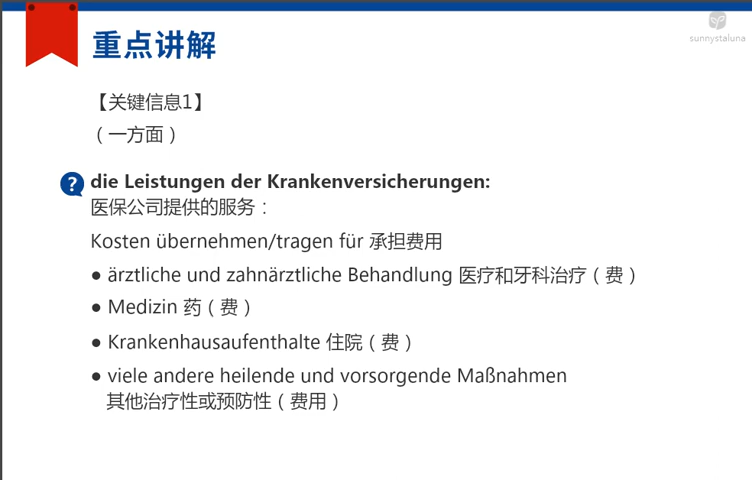 sunnystaluna
重点讲解
【关键信息1】
（一方面）
? die Leistungen der Krankenversicherungen:
医保公司提供的服务：
Kosten übernehmen/tragen für 承担费用
● ärztliche und zahnärztliche Behandlung 医疗和牙科治疗（费）
● Medizin 药（费）
● Krankenhausaufenthalte 住院（费）
● viele andere heilende und vorsorgende Maßnahmen
其他治疗性或预防性（费用）